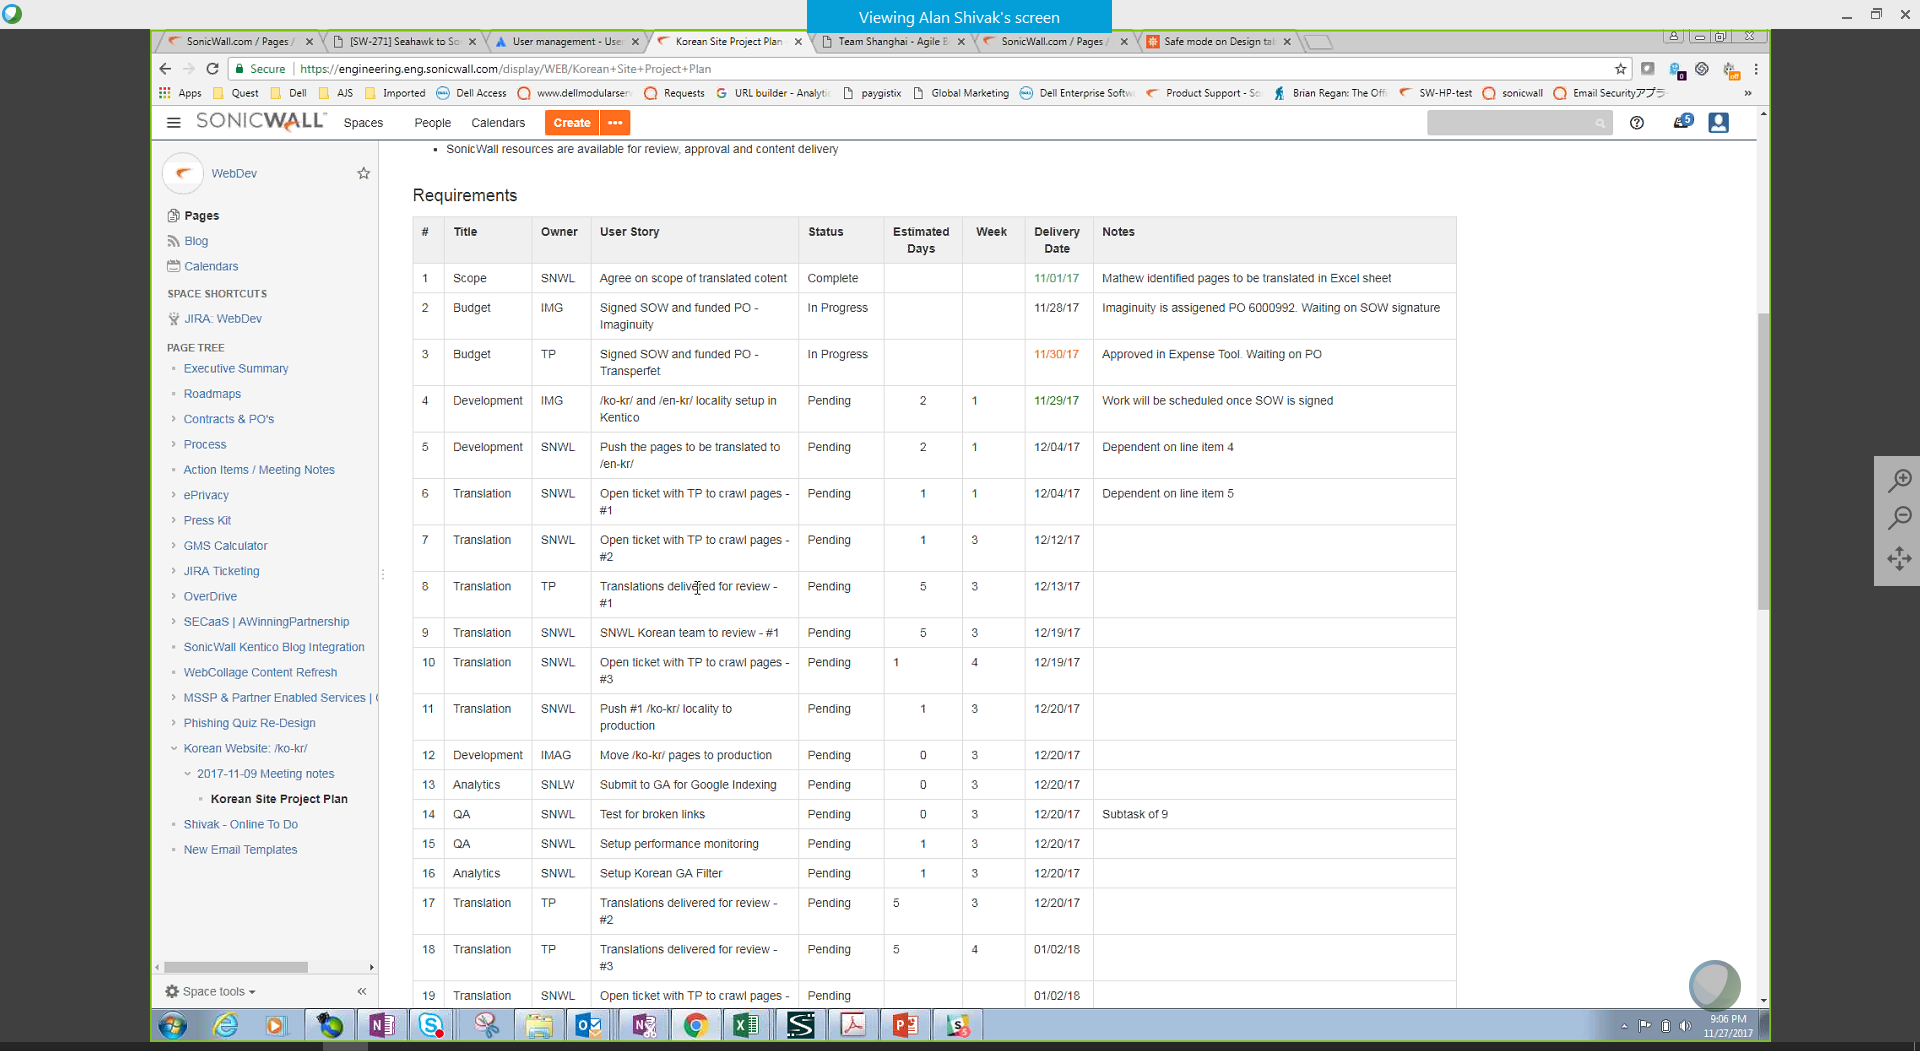 Viewing Alan Shivak's screen
SonicWall.com / Pages /
[SW-271] Seahawk to So
User management - Use
Korean Site Project Plan
Team Shanghai - Agile B
SonicWall.com / Pages /
Safe mode on Design ta
Secure | https://engineering.eng.sonicwall.com/display/WEB/Korean+Site+Project+Plan
Apps Quest Dell AJS Imported Dell Access www.dellmodularserv Requests URL builder - Analytic paygistix Global Marketing Dell Enterprise Softw Product Support - So Brian Regan: The Offi SW-HP-test sonicwall Email Securityアプラ »
SONICWALL Spaces People Calendars Create ••• 5
WebDev
Pages
Blog
Calendars
SPACE SHORTCUTS
JIRA: WebDev
PAGE TREE
Executive Summary
Roadmaps
Contracts & PO's
Process
Action Items / Meeting Notes
ePrivacy
Press Kit
GMS Calculator
JIRA Ticketing
OverDrive
SECaaS | AWinningPartnership
SonicWall Kentico Blog Integration
WebCollage Content Refresh
MSSP & Partner Enabled Services |
Phishing Quiz Re-Design
Korean Website: /ko-kr/
2017-11-09 Meeting notes
Korean Site Project Plan
Shivak - Online To Do
New Email Templates
Space tools
SonicWall resources are available for review, approval and content delivery
Requirements
# Title Owner User Story Status Estimated Days Week Delivery Date Notes
1 Scope SNWL Agree on scope of translated cotent Complete 11/01/17 Mathew identified pages to be translated in Excel sheet
2 Budget IMG Signed SOW and funded PO - In Progress 11/28/17 Imaginuity is assigened PO 6000992. Waiting on SOW signature
Imaginuity
3 Budget TP Signed SOW and funded PO - In Progress 11/30/17 Approved in Expense Tool. Waiting on PO
Transperfet
4 Development IMG /ko-kr/ and /en-kr/ locality setup in Pending 2 1 11/29/17 Work will be scheduled once SOW is signed
Kentico
5 Development SNWL Push the pages to be translated to Pending 2 1 12/04/17 Dependent on line item 4
/en-kr/
6 Translation SNWL Open ticket with TP to crawl pages - Pending 1 1 12/04/17 Dependent on line item 5
#1
7 Translation SNWL Open ticket with TP to crawl pages - Pending 1 3 12/12/17
#2
8 Translation TP Translations delivered for review - Pending 5 3 12/13/17
#1
9 Translation SNWL SNWL Korean team to review - #1 Pending 5 3 12/19/17
10 Translation SNWL Open ticket with TP to crawl pages - Pending 1 4 12/19/17
#3
11 Translation SNWL Push #1 /ko-kr/ locality to Pending 1 3 12/20/17
production
12 Development IMAG Move /ko-kr/ pages to production Pending 0 3 12/20/17
13 Analytics SNLW Submit to GA for Google Indexing Pending 0 3 12/20/17
14 QA SNWL Test for broken links Pending 0 3 12/20/17 Subtask of 9
15 QA SNWL Setup performance monitoring Pending 1 3 12/20/17
16 Analytics SNWL Setup Korean GA Filter Pending 1 3 12/20/17
17 Translation TP Translations delivered for review - Pending 5 3 12/20/17
#2
18 Translation TP Translations delivered for review - Pending 5 4 01/02/18
#3
19 Translation SNWL Open ticket with TP to crawl pages - Pending 01/02/18
9:06 PM
11/27/2017